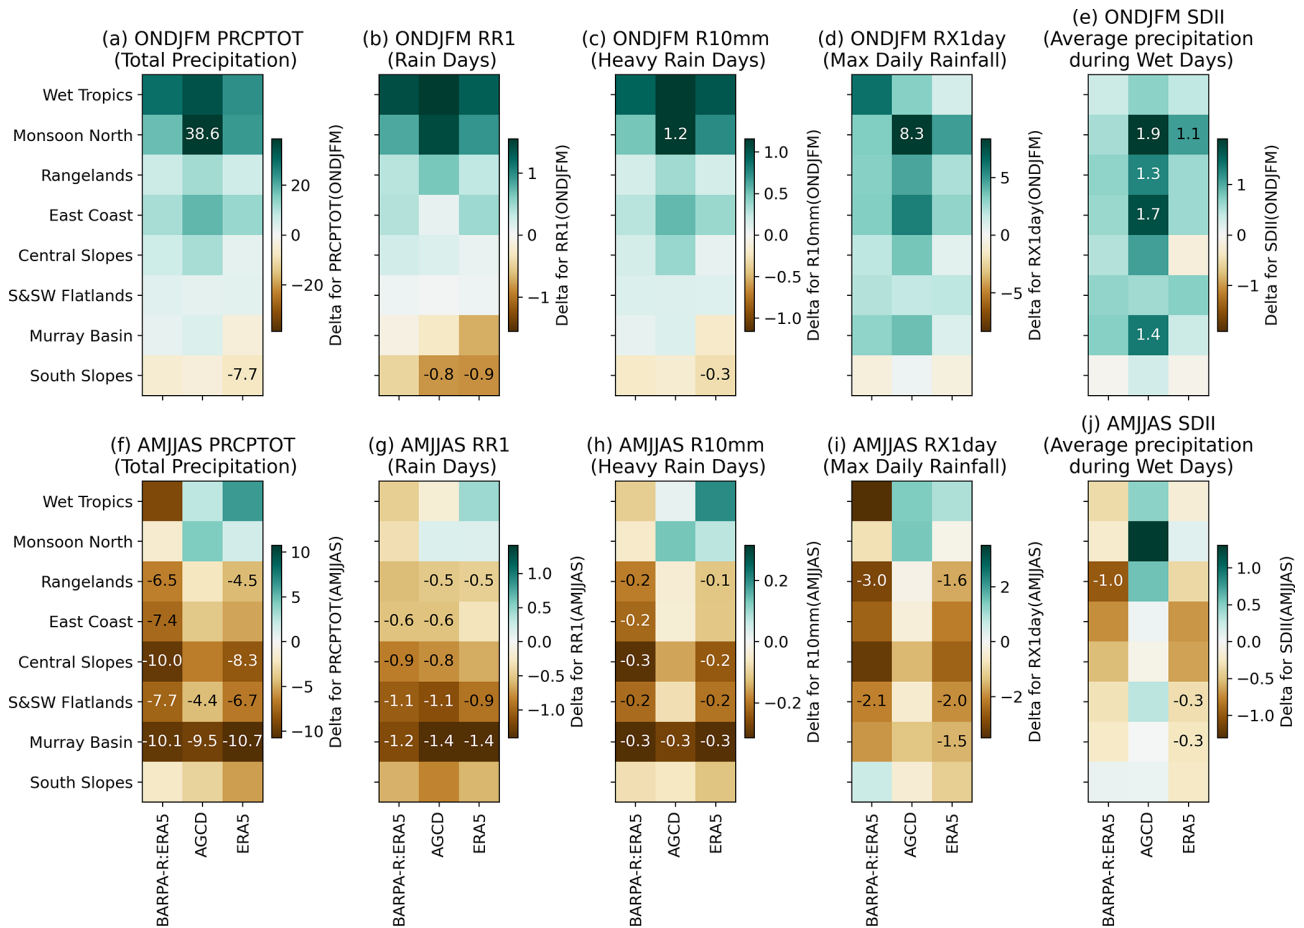 (a) ONDJFM PRCPTOT
(Total Precipitation)
(b) ONDJFM RR1
(Rain Days)
(c) ONDJFM R10mm
(Heavy Rain Days)
(d) ONDJFM RX1day
(Max Daily Rainfall)
(e) ONDJFM SDII
(Average precipitation
during Wet Days)
Wet Tropics
Monsoon North
Rangelands
East Coast
Central Slopes
S&SW Flatlands
Murray Basin
South Slopes
38.6
-7.7
20
0
−20
Delta for PRCPTOT(ONDJFM)
-0.8 -0.9
1
0
−1
Delta for RR1(ONDJFM)
1.2
-0.3
1.0
0.5
0.0
−0.5
−1.0
Delta for R10mm(ONDJFM)
8.3
5
0
−5
Delta for RX1day(ONDJFM)
1.9 1.1
1.3
1.7
1.4
1
0
−1
Delta for SDII(ONDJFM)
(f) AMJJAS PRCPTOT
(Total Precipitation)
(g) AMJJAS RR1
(Rain Days)
(h) AMJJAS R10mm
(Heavy Rain Days)
(i) AMJJAS RX1day
(Max Daily Rainfall)
(j) AMJJAS SDII
(Average precipitation
during Wet Days)
Wet Tropics
Monsoon North
Rangelands
East Coast
Central Slopes
S&SW Flatlands
Murray Basin
South Slopes
-6.5 -4.5
-7.4
-10.0 -8.3
-7.7 -4.4 -6.7
-10.1 -9.5 -10.7
10
5
0
−5
−10
Delta for PRCPTOT(AMJJAS)
-0.5 -0.5
-0.6 -0.6
-0.9 -0.8
-1.1 -1.1 -0.9
-1.2 -1.4 -1.4
1.0
0.5
0.0
−0.5
−1.0
Delta for RR1(AMJJAS)
-0.2 -0.1
-0.2
-0.3 -0.2
-0.2 -0.2
-0.3 -0.3 -0.3
0.2
0.0
−0.2
Delta for R10mm(AMJJAS)
-3.0 -1.6
-2.1 -2.0
-1.5
2
0
−2
Delta for RX1day(AMJJAS)
-1.0
-0.3
-0.3
1.0
0.5
0.0
−0.5
−1.0
Delta for SDII(AMJJAS)
BARPA-R:ERA5
AGCD
ERA5
BARPA-R:ERA5
AGCD
ERA5
BARPA-R:ERA5
AGCD
ERA5
BARPA-R:ERA5
AGCD
ERA5
BARPA-R:ERA5
AGCD
ERA5